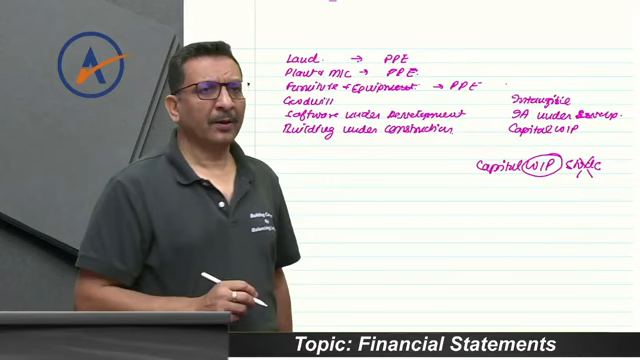 Land → PPE
Plant & M/C → PPE
Furniture & Equipment → PPE
Goodwill Intangible
Software under Development IA under Develop.
Building under construction Capital WIP
Capital WIP
Building
Topic: Financial Statements